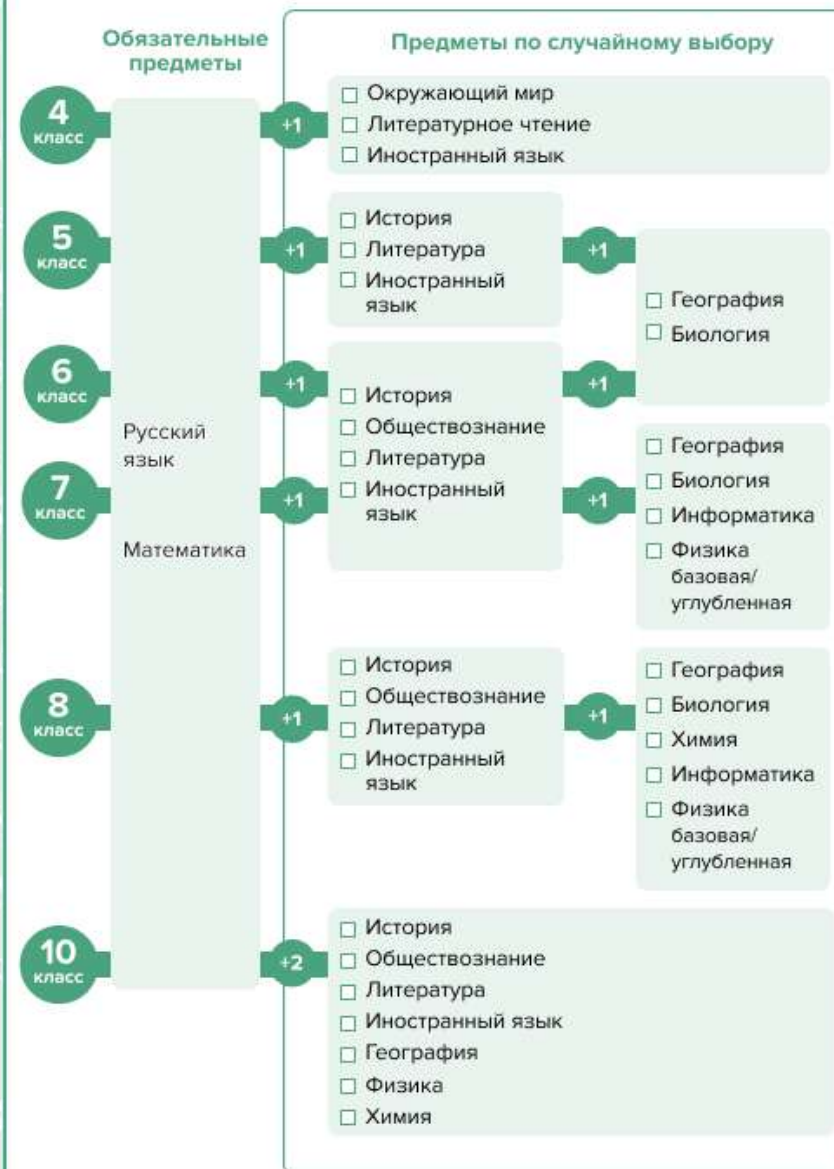 Обязательные
предметы
Предметы по случайному выбору
4
класс
+1
☐ Окружающий мир
☐ Литературное чтение
☐ Иностранный язык
5
класс
+1
☐ История
☐ Литература
☐ Иностранный
язык
+1
☐ География
☐ Биология
6
класс
+1
+1
Русский
язык
Математика
☐ История
☐ Обществознание
☐ Литература
☐ Иностранный
язык
7
класс
+1
+1
☐ География
☐ Биология
☐ Информатика
☐ Физика
базовая/
углубленная
8
класс
+1
☐ История
☐ Обществознание
☐ Литература
☐ Иностранный
язык
+1
☐ География
☐ Биология
☐ Химия
☐ Информатика
☐ Физика
базовая/
углубленная
10
класс
+2
☐ История
☐ Обществознание
☐ Литература
☐ Иностранный язык
☐ География
☐ Физика
☐ Химия